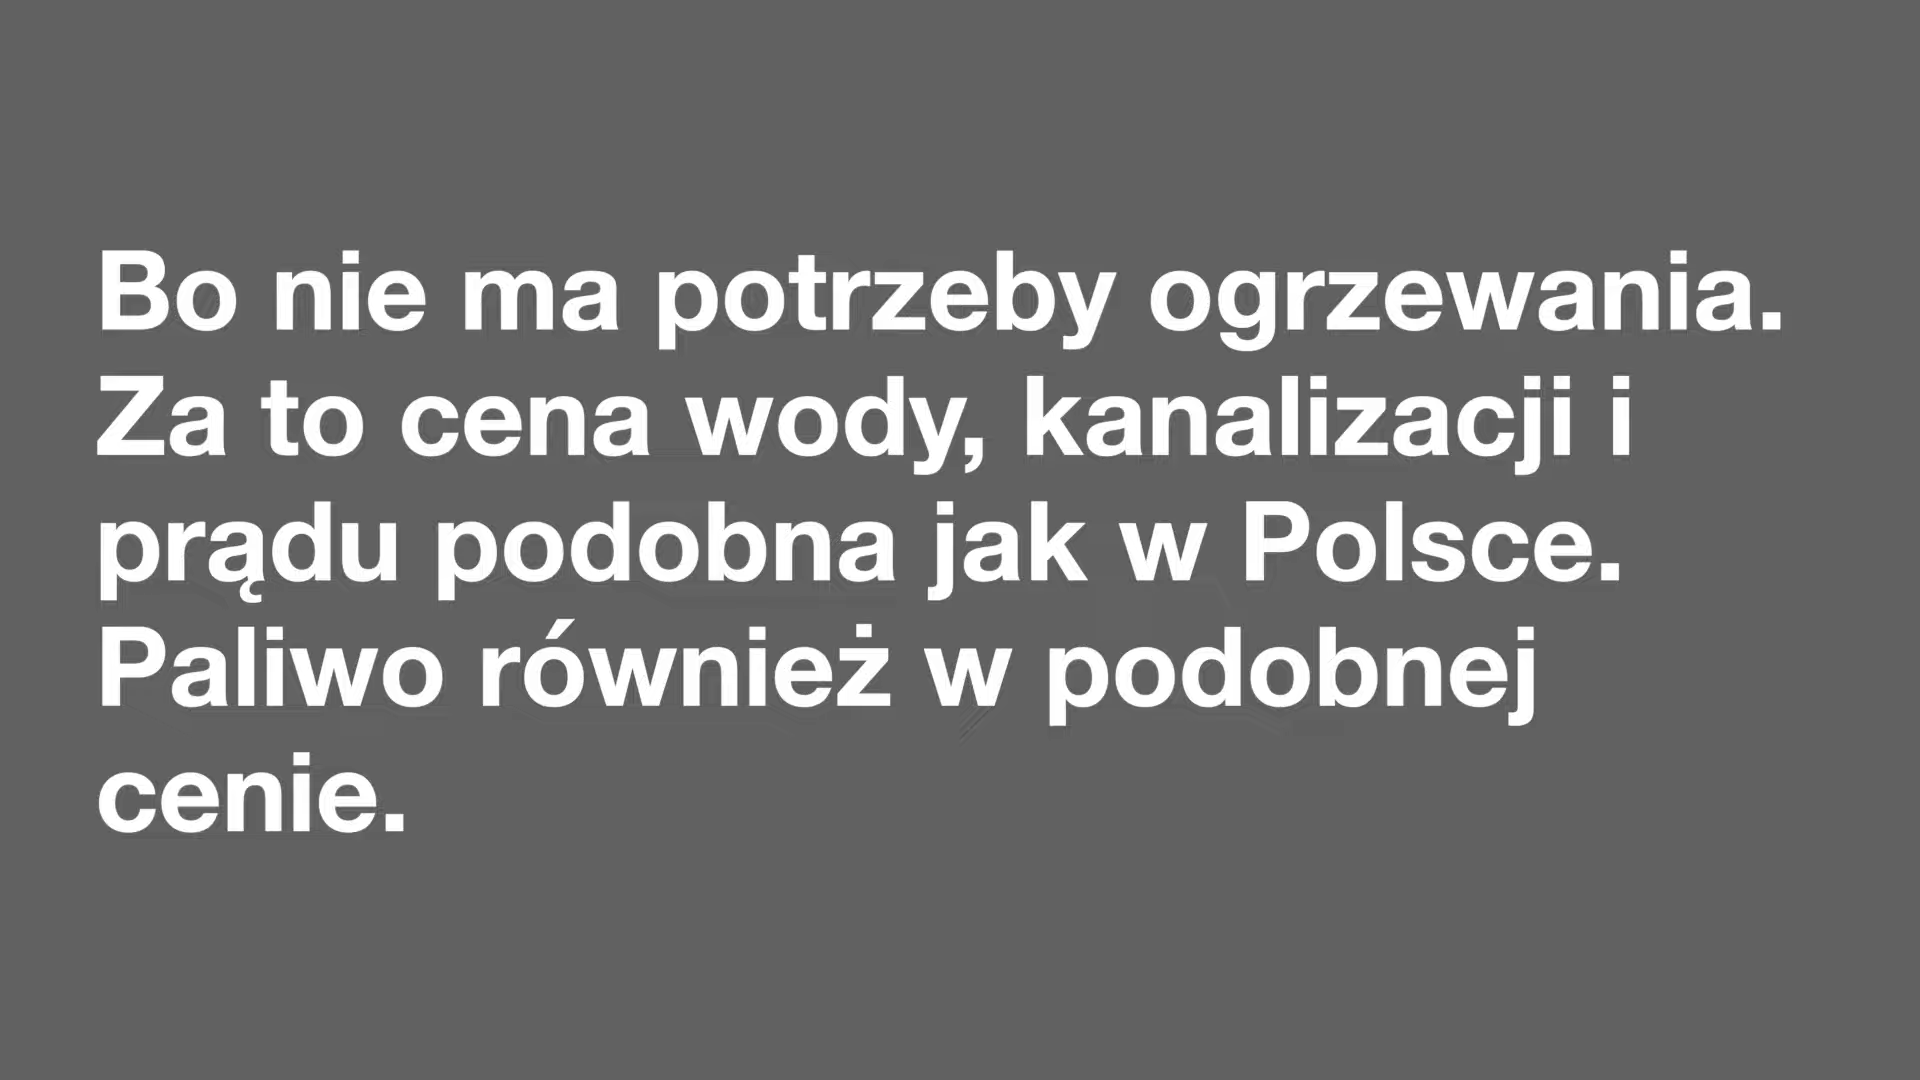 Bo nie ma potrzeby ogrzewania.
Za to cena wody, kanalizacji i
prądu podobna jak w Polsce.
Paliwo również w podobnej
cenie.